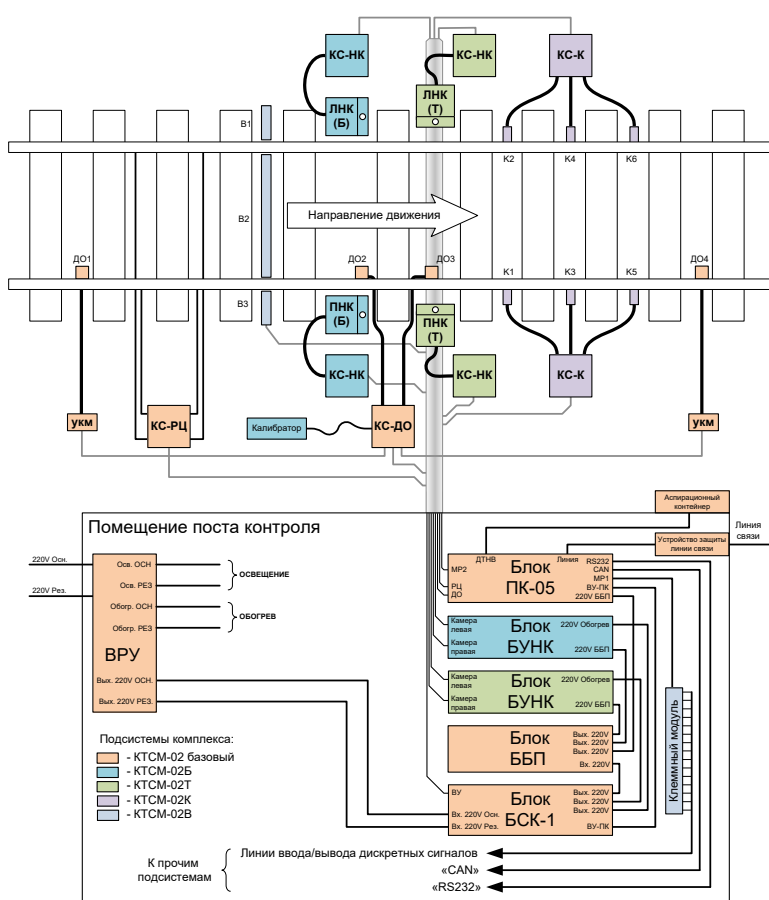 КС-НК
КС-НК
КС-К
ЛНК
(Б)
ЛНК
(Т)
В1
К2
К4
К6
В2
Направление движения
ДО1
ДО2
ДО3
К1
К3
К5
ДО4
В3
ПНК
(Б)
ПНК
(Т)
КС-НК
КС-НК
КС-К
укм
КС-РЦ
Калибратор
КС-ДО
укм
Аспирационный
контейнер
Помещение поста контроля
Устройство защиты
линии связи
Линия
связи
220V Осн.
220V Рез.
Осв. ОСН
Осв. РЕЗ
ОСВЕЩЕНИЕ
Обогр. ОСН
Обогр. РЕЗ
ОБОГРЕВ
ВРУ
Вых. 220V ОСН.
Вых. 220V РЕЗ.
ДТНВ
Линия
МР2
РЦ
ДО
Блок
ПК-05
RS232
CAN
МР1
ВУ-ПК
220V ББП
Камера
левая
Камера
правая
Блок
БУНК
220V Обогрев
220V ББП
Камера
левая
Камера
правая
Блок
БУНК
220V Обогрев
220V ББП
Блок
ББП
Вых. 220V
Вых. 220V
Вых. 220V
Вх. 220V
ВУ
Вх. 220V Осн.
Вх. 220V Рез.
Блок
БСК-1
Вых. 220V
Вых. 220V
Вых. 220V
ВУ-ПК
Клеммный модуль
Подсистемы комплекса:
- КТСМ-02 базовый
- КТСМ-02Б
- КТСМ-02Т
- КТСМ-02К
- КТСМ-02В
К прочим
подсистемам
Линии ввода/вывода дискретных сигналов
«CAN»
«RS232»